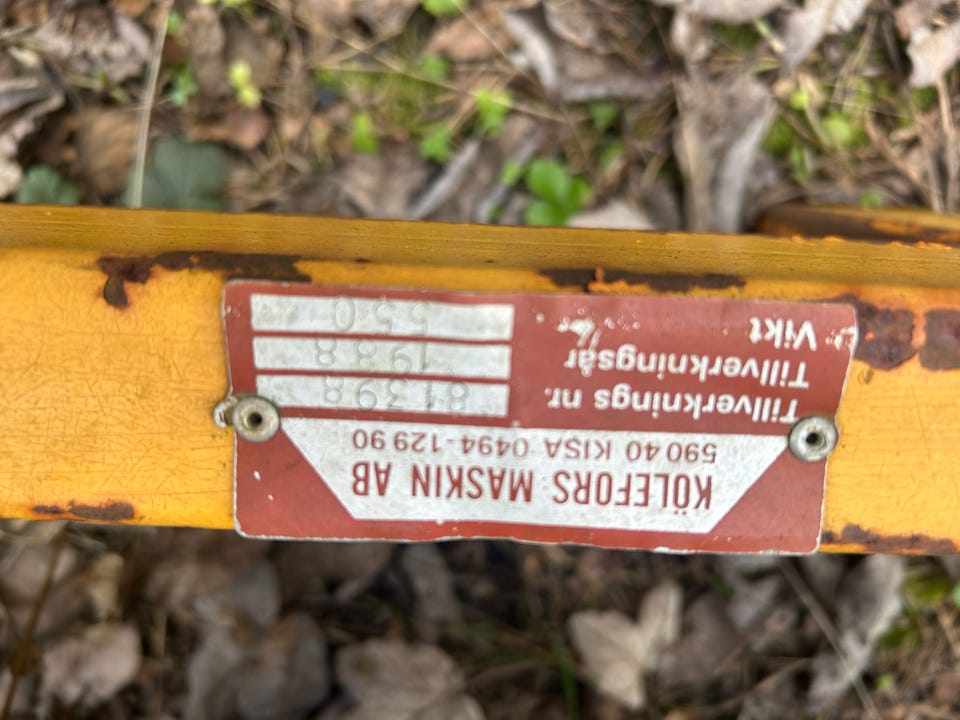 KÖLEFORS MASKIN AB
590 40 KISA 0494-129 90
Tillverknings nr. 81398
Tillverkningsår 1988
Vikt 550